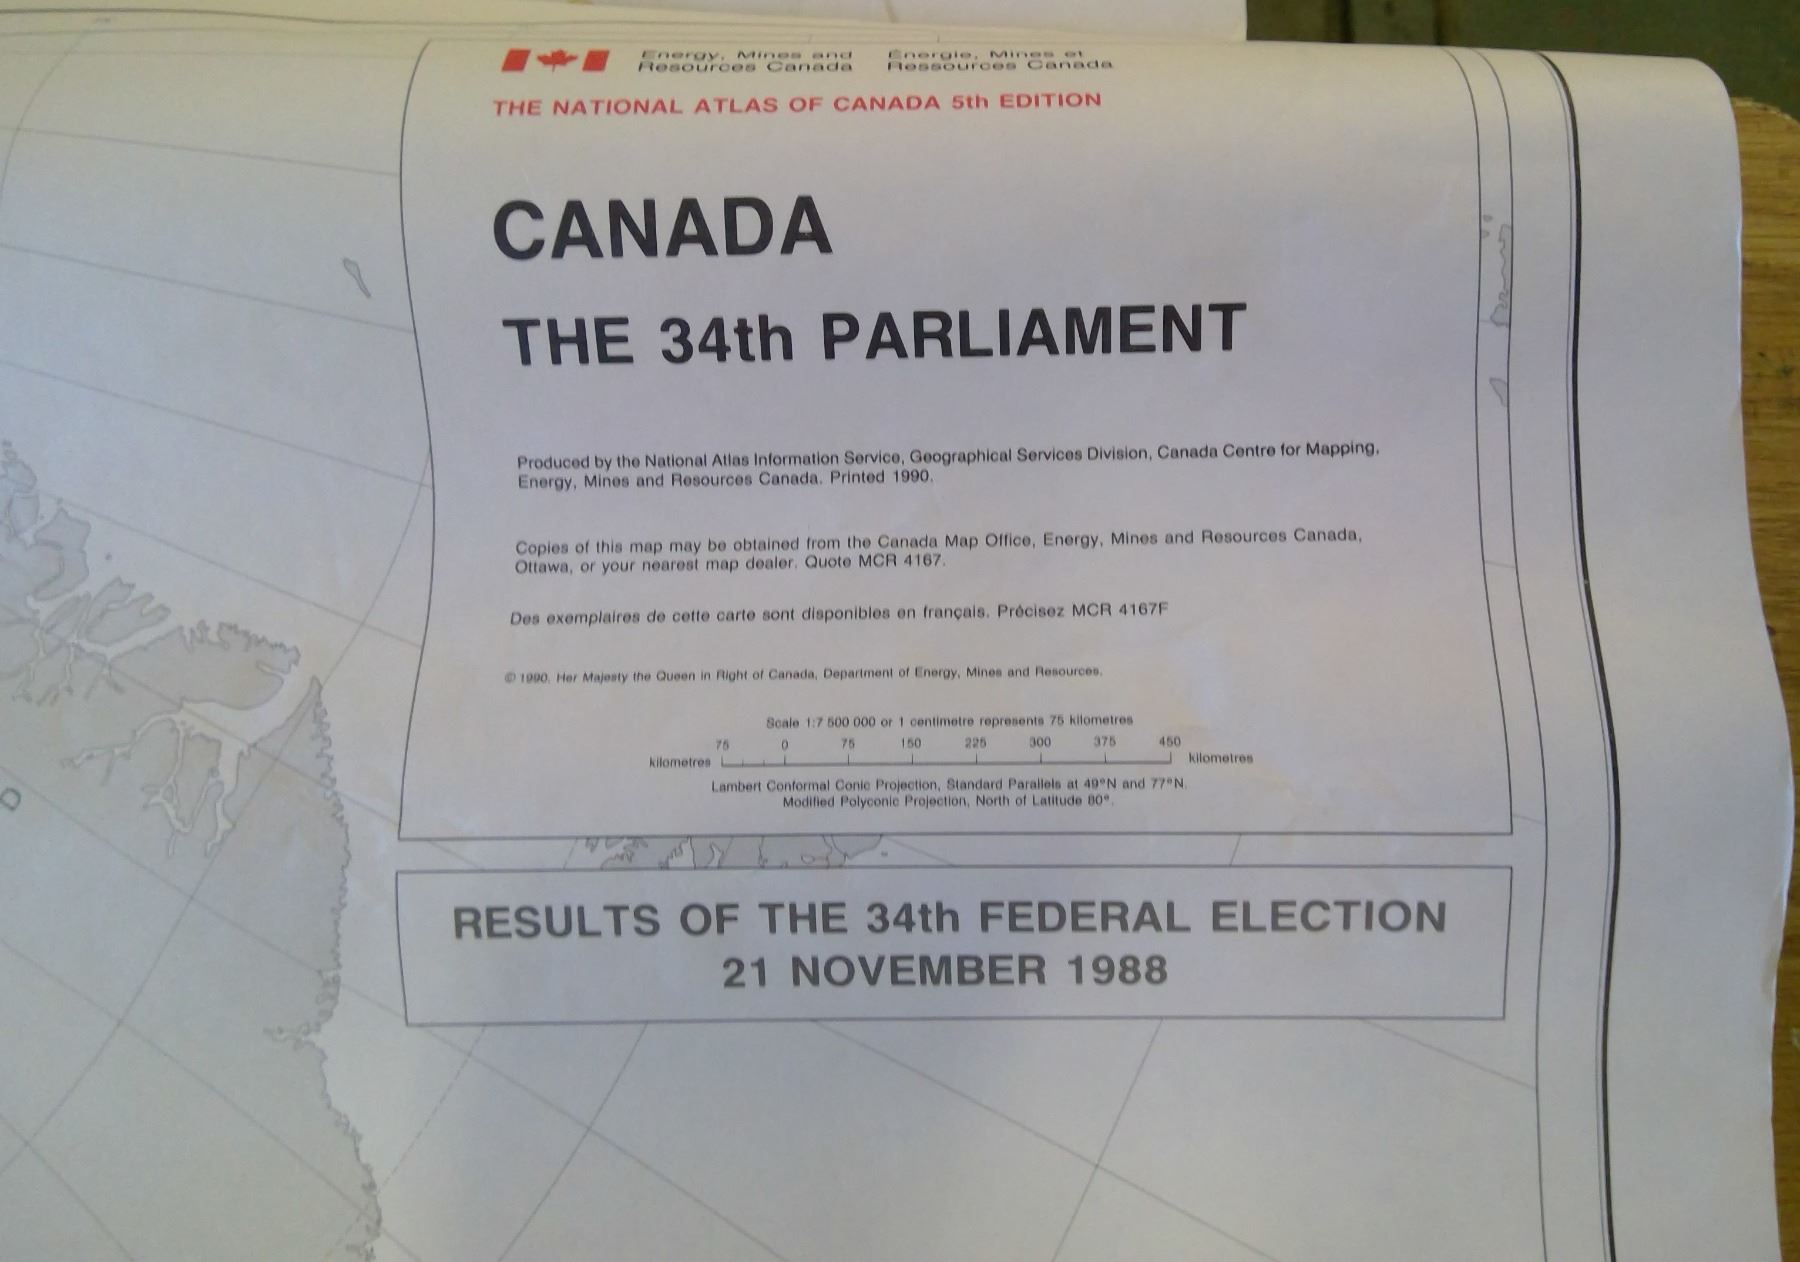 Energy, Mines and
Resources Canada
Énergie, Mines et
Ressources Canada
THE NATIONAL ATLAS OF CANADA 5th EDITION
CANADA
THE 34th PARLIAMENT
Produced by the National Atlas Information Service, Geographical Services Division, Canada Centre for Mapping,
Energy, Mines and Resources Canada. Printed 1990.
Copies of this map may be obtained from the Canada Map Office, Energy, Mines and Resources Canada,
Ottawa, or your nearest map dealer. Quote MCR 4167.
Des exemplaires de cette carte sont disponibles en français. Précisez MCR 4167F
© 1990. Her Majesty the Queen in Right of Canada, Department of Energy, Mines and Resources.
Scale 1:7 500 000 or 1 centimetre represents 75 kilometres
75 0 75 150 225 300 375 450
kilometres kilometres
Lambert Conformal Conic Projection, Standard Parallels at 49°N and 77°N.
Modified Polyconic Projection, North of Latitude 80°.
RESULTS OF THE 34th FEDERAL ELECTION
21 NOVEMBER 1988